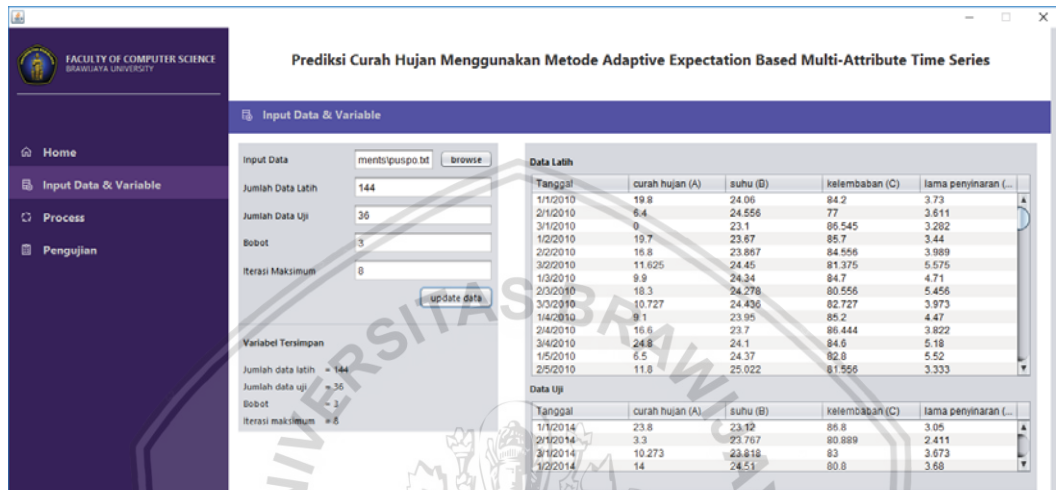 FACULTY OF COMPUTER SCIENCE
BRAWIJAYA UNIVERSITY
Prediksi Curah Hujan Menggunakan Metode Adaptive Expectation Based Multi-Attribute Time Series
Home
Input Data & Variable
Process
Pengujian
Input Data & Variable
Input Data ments\puspo.txt browse
Jumlah Data Latih 144
Jumlah Data Uji 36
Bobot 3
Iterasi Maksimum 8
update data
Variabel Tersimpan
Jumlah data latih = 144
Jumlah data uji = 36
Bobot = 3
Iterasi maksimum = 8
Data Latih
Tanggal curah hujan (A) suhu (B) kelembaban (C) lama penyinaran (...
1/1/2010 19.8 24.06 84.2 3.73
2/1/2010 6.4 24.556 77 3.611
3/1/2010 0 23.1 86.545 3.282
1/2/2010 19.7 23.67 85.7 3.44
2/2/2010 16.8 23.867 84.556 3.989
3/2/2010 11.625 24.45 81.375 5.575
1/3/2010 9.9 24.34 84.7 4.71
2/3/2010 18.3 24.278 80.556 5.456
3/3/2010 10.727 24.436 82.727 3.973
1/4/2010 9.1 23.95 85.2 4.47
2/4/2010 16.6 23.7 86.444 3.822
3/4/2010 24.8 24.1 84.6 5.18
1/5/2010 6.5 24.37 82.8 5.52
2/5/2010 11.8 25.022 81.556 3.333
Data Uji
Tanggal curah hujan (A) suhu (B) kelembaban (C) lama penyinaran (...
1/1/2014 23.8 23.12 86.8 3.05
2/1/2014 3.3 23.767 80.889 2.411
3/1/2014 10.273 23.818 83 3.673
1/2/2014 14 24.51 80.8 3.68